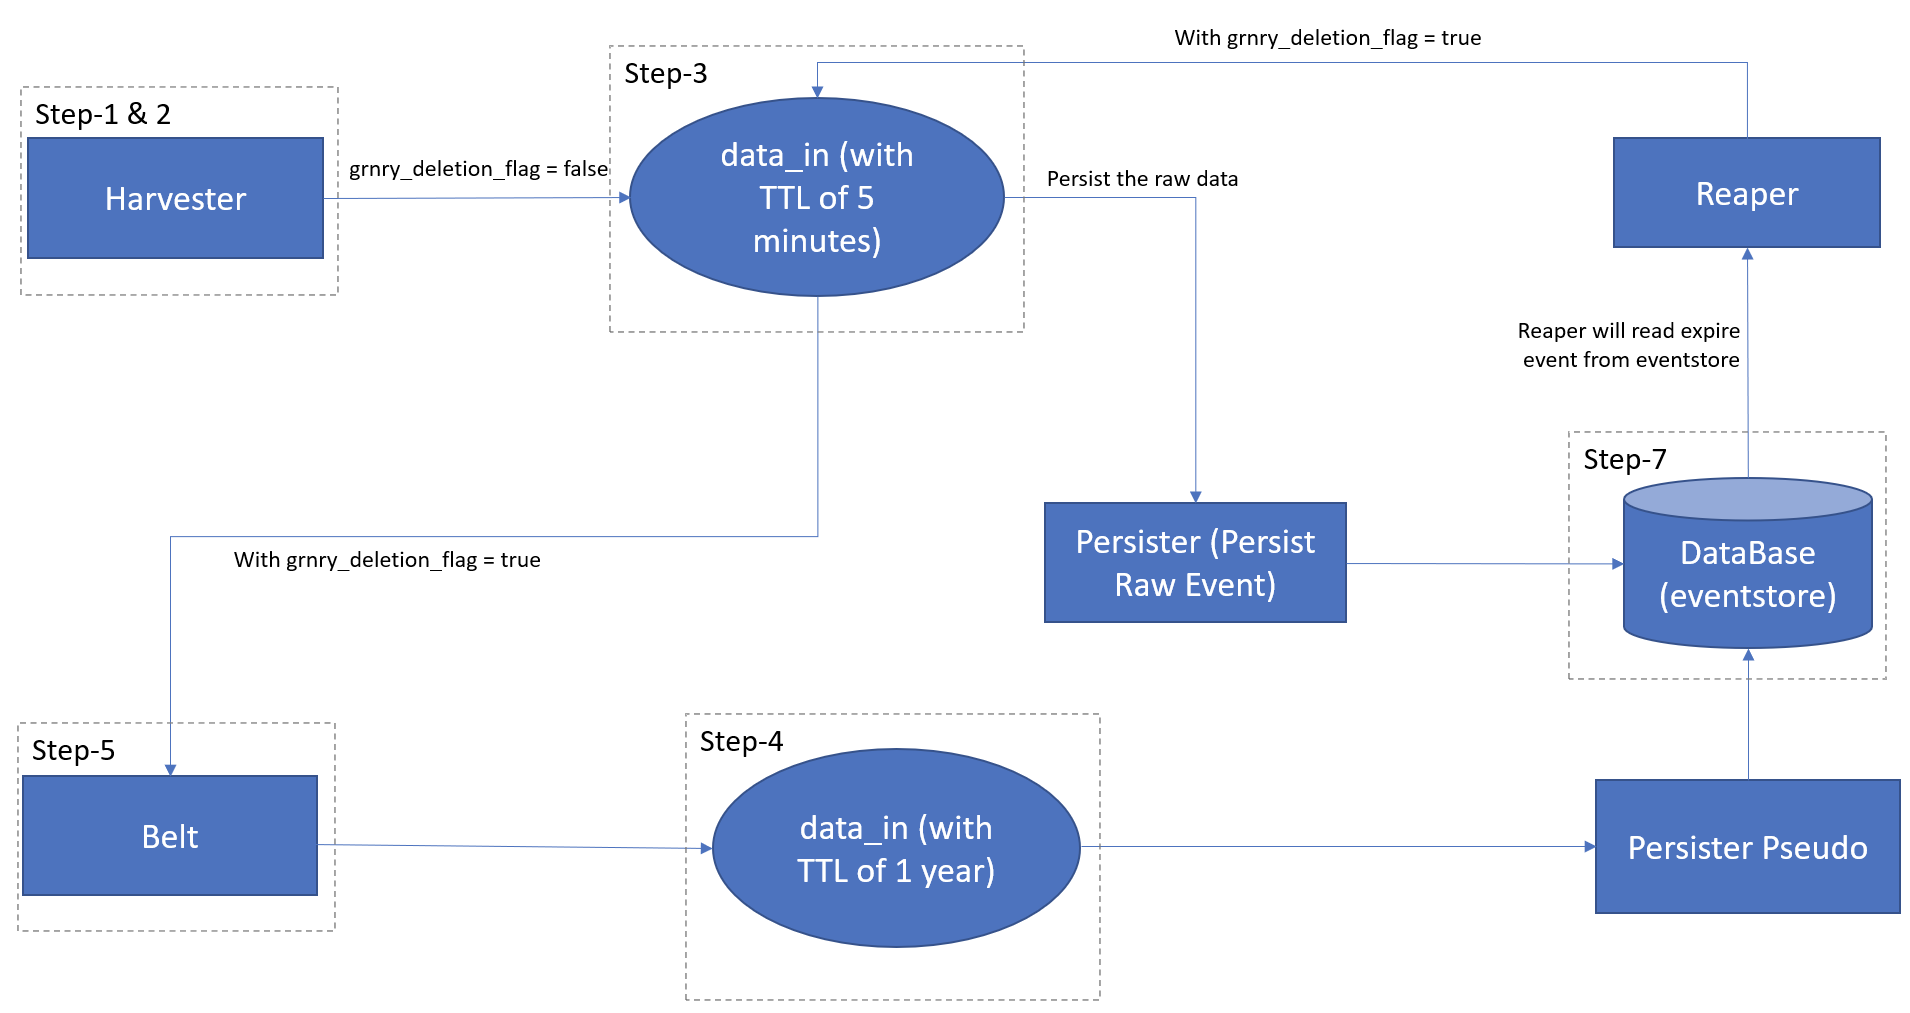 With grnry_deletion_flag = true
Step-3
Step-1 & 2
data_in (with
TTL of 5
minutes)
grnry_deletion_flag = false
Persist the raw data
Harvester
Reaper
Reaper will read expire
event from eventstore
Step-7
Persister (Persist
Raw Event)
DataBase
(eventstore)
With grnry_deletion_flag = true
Step-5
Step-4
Belt
data_in (with
TTL of 1 year)
Persister Pseudo